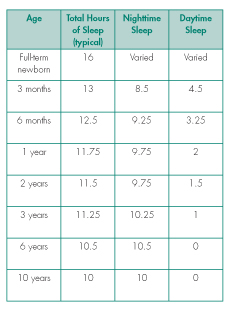 Age Total Hours of Sleep (typical) Nighttime Sleep Daytime Sleep
Full-term newborn 16 Varied Varied
3 months 13 8.5 4.5
6 months 12.5 9.25 3.25
1 year 11.75 9.75 2
2 years 11.5 9.75 1.5
3 years 11.25 10.25 1
6 years 10.5 10.5 0
10 years 10 10 0